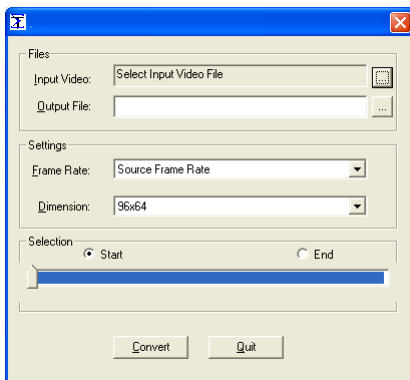 Files
Input Video: Select Input Video File ...
Output File: ...
Settings
Frame Rate: Source Frame Rate
Dimension: 96x64
Selection
Start End
Convert Quit